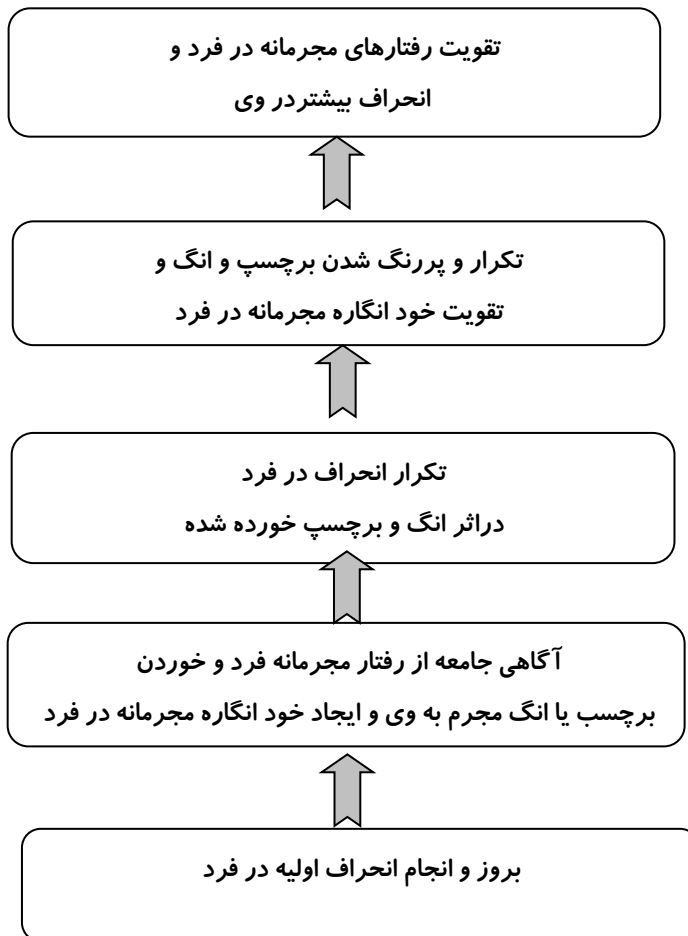 تقویت رفتارهای مجرمانه در فرد و
انحراف بیشتردر وی
تکرار و پررنگ شدن برچسپ و انگ و
تقویت خود انگاره مجرمانه در فرد
تکرار انحراف در فرد
دراثر انگ و برچسپ خورده شده
آگاهی جامعه از رفتار مجرمانه فرد و خوردن
برچسب یا انگ مجرم به وی و ایجاد خود انگاره مجرمانه در فرد
بروز و انجام انحراف اولیه در فرد